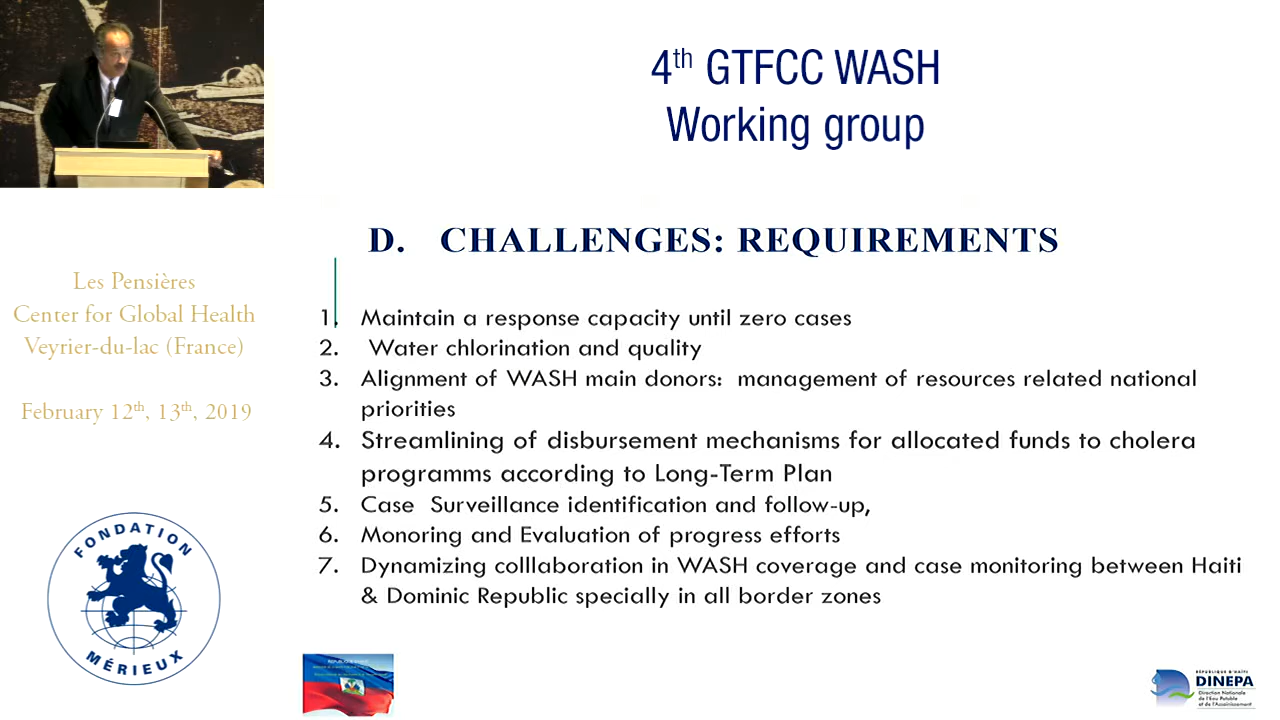 4th GTFCC WASH
Working group
D. CHALLENGES: REQUIREMENTS
1. Maintain a response capacity until zero cases
2. Water chlorination and quality
3. Alignment of WASH main donors: management of resources related national
priorities
4. Streamlining of disbursement mechanisms for allocated funds to cholera
programms according to Long-Term Plan
5. Case Surveillance identification and follow-up,
6. Monoring and Evaluation of progress efforts
7. Dynamizing colllaboration in WASH coverage and case monitoring between Haiti
& Dominic Republic specially in all border zones
Les Pensières
Center for Global Health
Veyrier-du-lac (France)
February 12th, 13th, 2019
FONDATION
MÉRIEUX
RÉPUBLIQUE D'HAÏTI
DINEPA
Direction Nationale
de l'Eau Potable
et de l'Assainissement